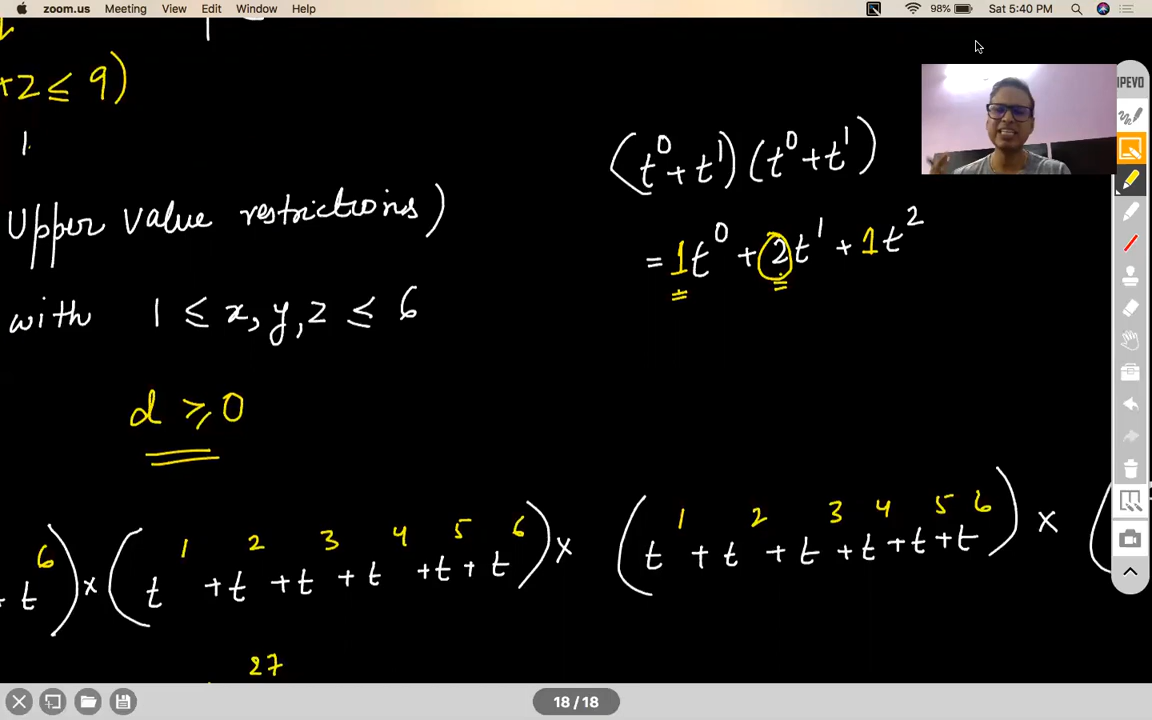 zoom.us Meeting View Edit Window Help 98% Sat 5:40 PM
+2 ≤ 9)
1
IPEVO
(t⁰ + t¹) (t⁰ + t¹)
Upper value restrictions)
= 1t⁰ + 2t¹ + 1t²
with 1 ≤ x, y, z ≤ 6
d ≥ 0
+ t⁶) × (t¹ + t² + t³ + t⁴ + t⁵ + t⁶) × (t¹ + t² + t³ + t⁴ + t⁵ + t⁶) × (
27
18 / 18